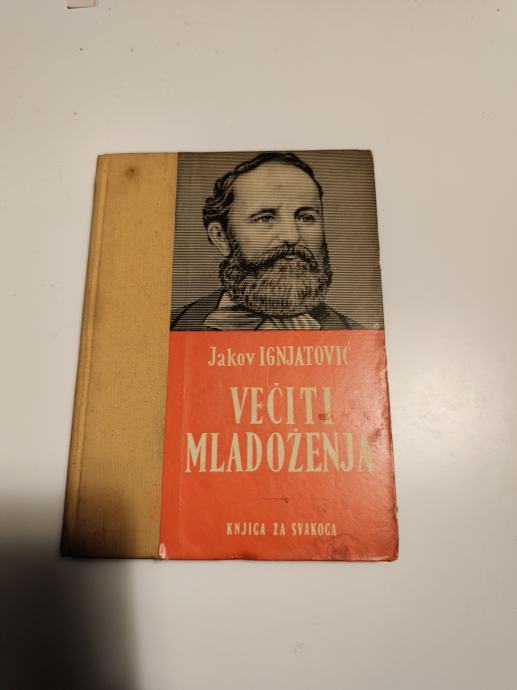 Jakov IGNJATOVIĆ
VEČITI
MLADOŽENJA
KNJIGA ZA SVAKOGA